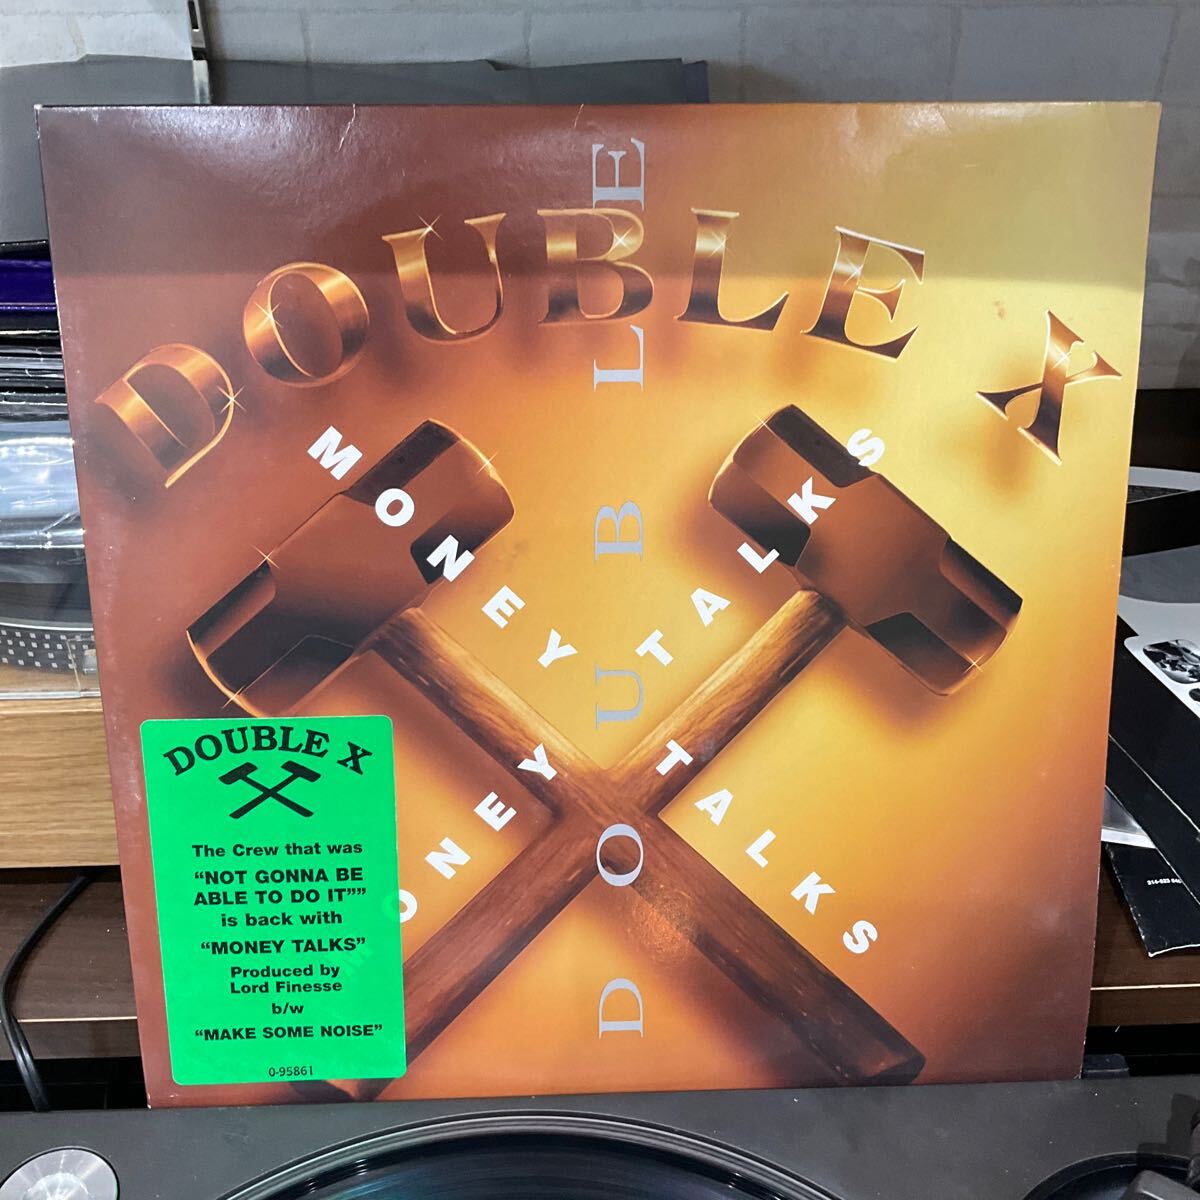 DOUBLE X
DOUBLE
MONEY TALKS
MONEY TALKS
DOUBLE X
The Crew that was
“NOT GONNA BE
ABLE TO DO IT””
is back with
“MONEY TALKS”
Produced by
Lord Finesse
b/w
“MAKE SOME NOISE”
0-95861